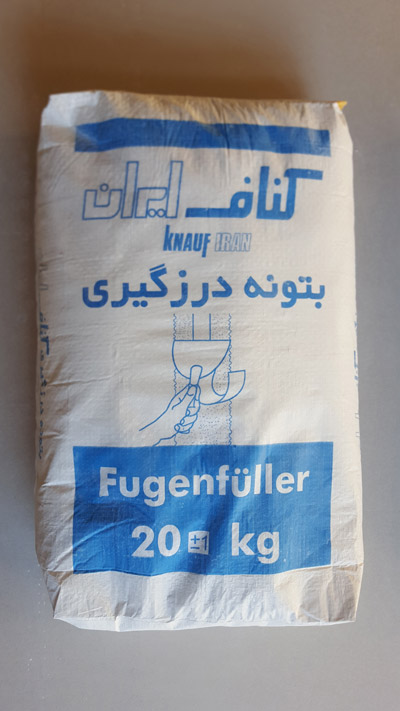 کناف ایران
KNAUF IRAN
بتونه درزگیری
Fugenfüller
20 ±1 kg